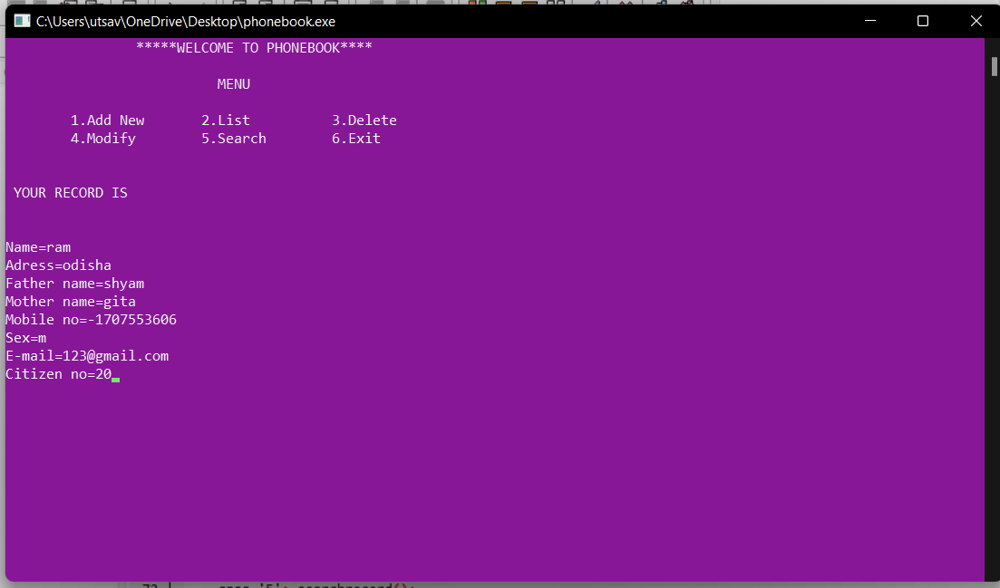 C:\Users\utsav\OneDrive\Desktop\phonebook.exe
*****WELCOME TO PHONEBOOK****
MENU
1.Add New 2.List 3.Delete
4.Modify 5.Search 6.Exit
YOUR RECORD IS
Name=ram
Adress=odisha
Father name=shyam
Mother name=gita
Mobile no=-1707553606
Sex=m
E-mail=123@gmail.com
Citizen no=20